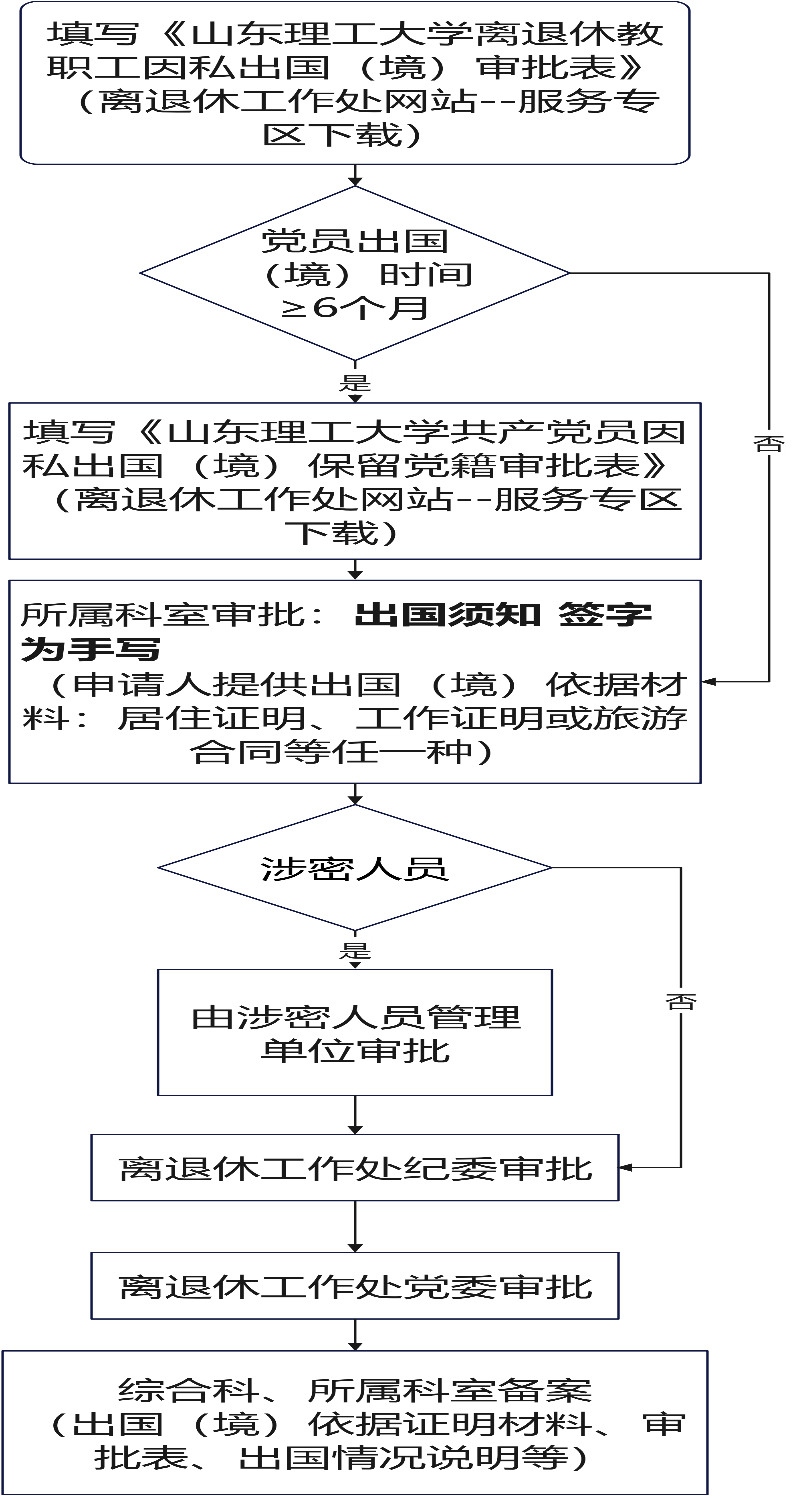 填写《山东理工大学离退休教
职工因私出国（境）审批表》
（离退休工作处网站--服务专
区下载）
党员出国
（境）时间
≥6个月
是
否
填写《山东理工大学共产党员因
私出国（境）保留党籍审批表》
（离退休工作处网站--服务专区
下载）
所属科室审批：出国须知 签字
为手写
（申请人提供出国（境）依据材
料：居住证明、工作证明或旅游
合同等任一种）
涉密人员
是
否
由涉密人员管理
单位审批
离退休工作处纪委审批
离退休工作处党委审批
综合科、所属科室备案
（出国（境）依据证明材料、审
批表、出国情况说明等）